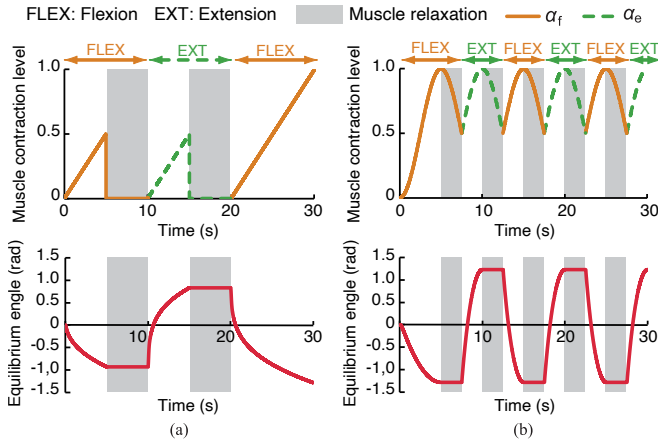 FLEX: Flexion EXT: Extension Muscle relaxation αf αe
FLEX EXT FLEX
Muscle contraction level
1.0
0.5
0
0 10 20 30
Time (s)
FLEX EXT FLEX EXT FLEX EXT
Muscle contraction level
1.0
0.5
0
0 10 20 30
Time (s)
Equilibrium angle (rad)
1.5
1.0
0.5
0
-0.5
-1,0
-1.5
10 20 30
Time (s)
(a)
Equilibrium angle (rad)
1.5
1.0
0.5
0
-0.5
-1,0
-1.5
10 20 30
Time (s)
(b)